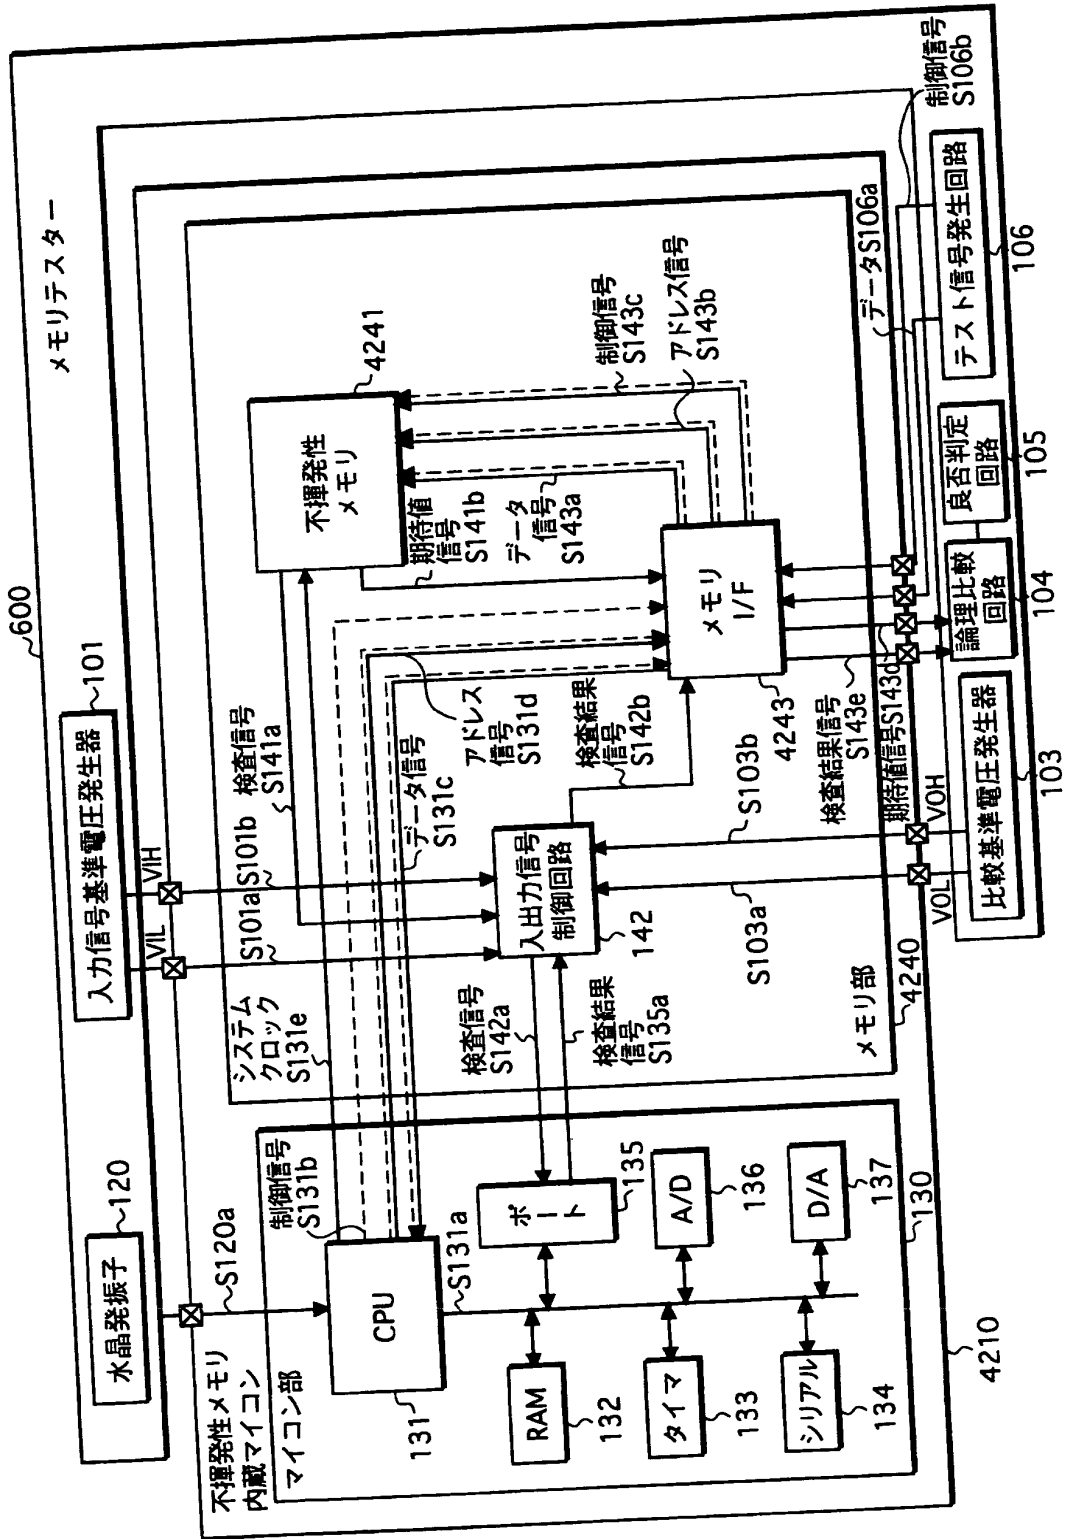 600
メモリテスター
水晶発振子
120
入力信号基準電圧発生器
101
S120a
VIL
VIH
不揮発性メモリ
内蔵マイコン
マイコン部
制御信号
S131b
CPU
131
S131a
RAM
132
タイマ
133
シリアル
134
ポート
135
A/D
136
D/A
137
130
4210
システム
クロック
S131e
S101a
S101b
検査信号
S141a
不揮発性
メモリ
4241
期待値
信号
S141b
データ
信号
S143a
制御信号
S143c
アドレス信号
S143b
データ信号
S131c
アドレス
信号
S131d
検査信号
S142a
検査結果
信号
S135a
入出力信号
制御回路
142
検査結果
信号
S142b
メモリ
I/F
4243
S103a
S103b
検査結果信号
S143e
期待値信号S143d
メモリ部
4240
VOL
VOH
比較基準電圧発生器
103
論理比較
回路
104
良否判定
回路
105
テスト信号発生回路
106
データS106a
制御信号
S106b